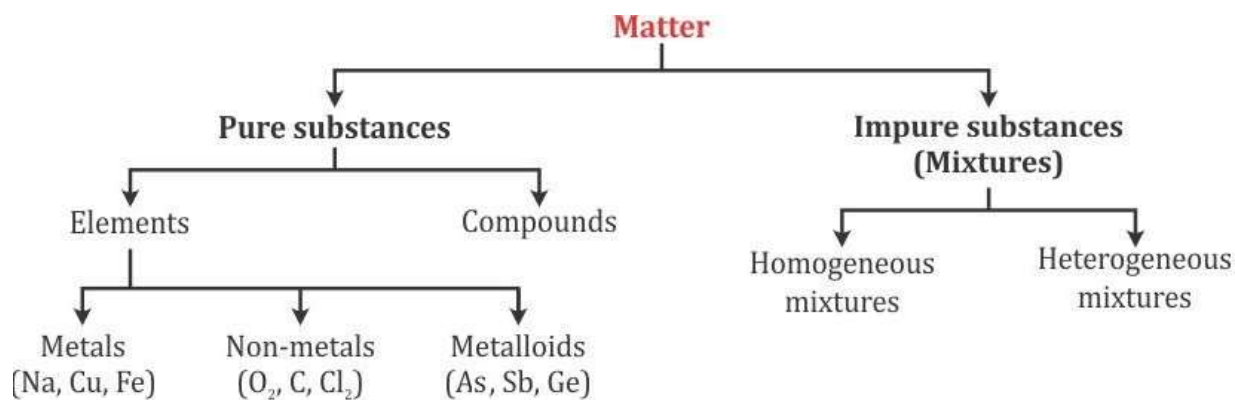 Matter
Pure substances
Impure substances
(Mixtures)
Elements
Compounds
Homogeneous
mixtures
Heterogeneous
mixtures
Metals
(Na, Cu, Fe)
Non-metals
(O₂, C, Cl₂)
Metalloids
(As, Sb, Ge)